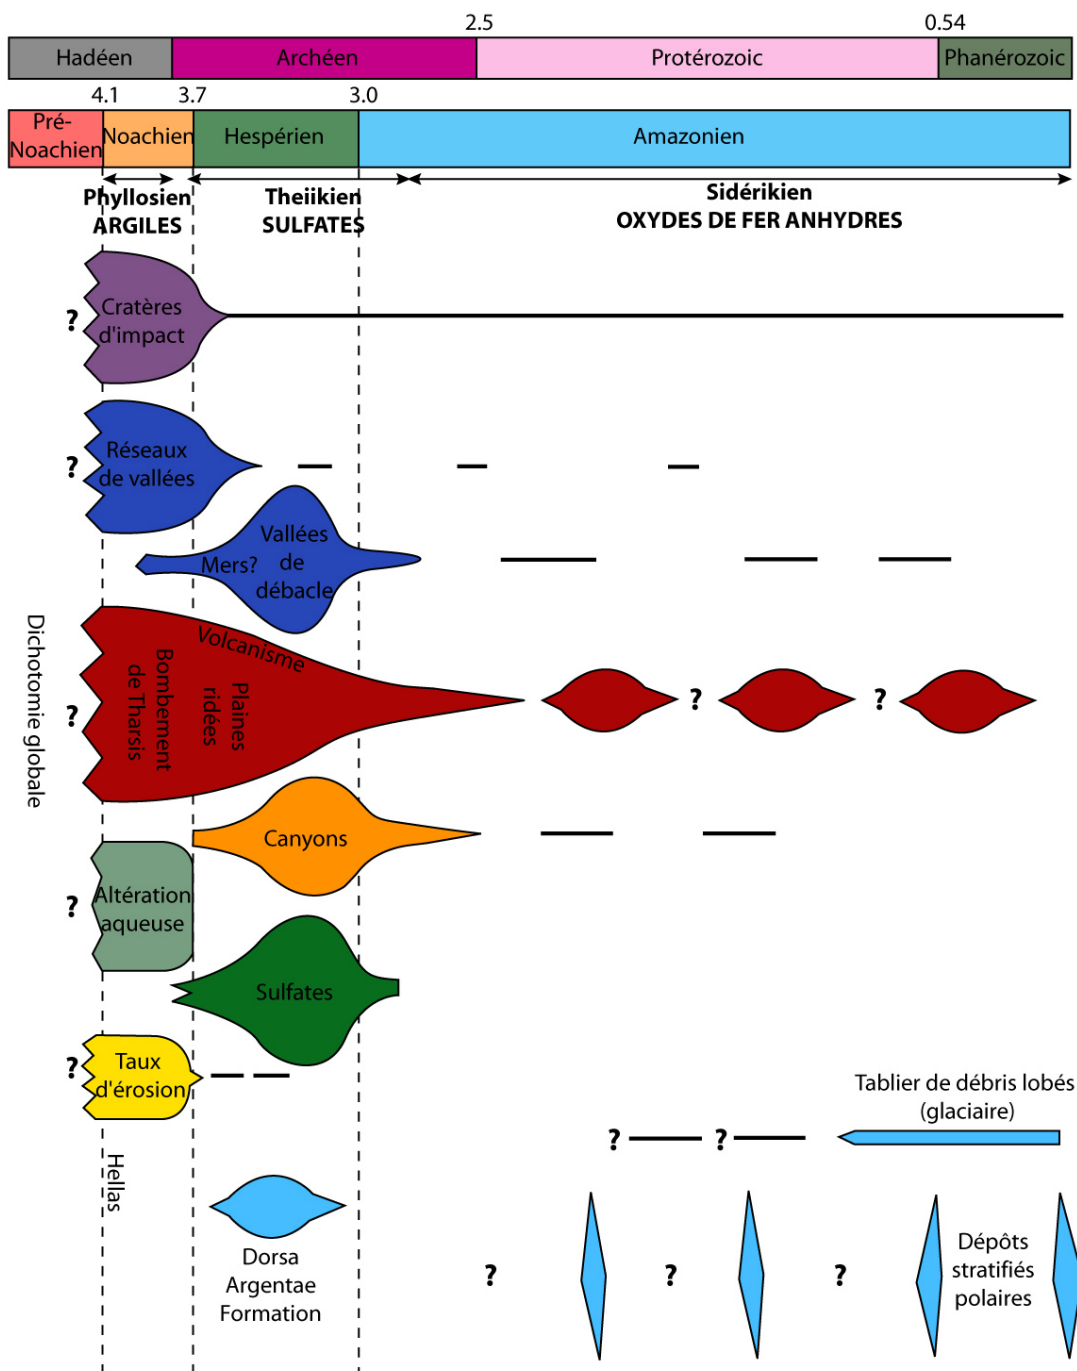 2.5
0.54
Hadéen
Archéen
Protérozoic
Phanérozoic
4.1
3.7
3.0
Pré-
Noachien
Noachien
Hespérien
Amazonien
Phyllosien
ARGILES
Theiikien
SULFATES
Sidérikien
OXYDES DE FER ANHYDRES
?
Cratères
d'impact
?
Réseaux
de vallées
Mers?
Vallées
de
débacle
Dichotomie globale
?
Bombement
de Tharsis
Volcanisme
Plaines
ridées
?
?
Canyons
?
Altération
aqueuse
Sulfates
?
Taux
d'érosion
Tablier de débris lobés
(glaciaire)
?
?
Hellas
Dorsa
Argentae
Formation
?
?
?
Dépôts
stratifiés
polaires